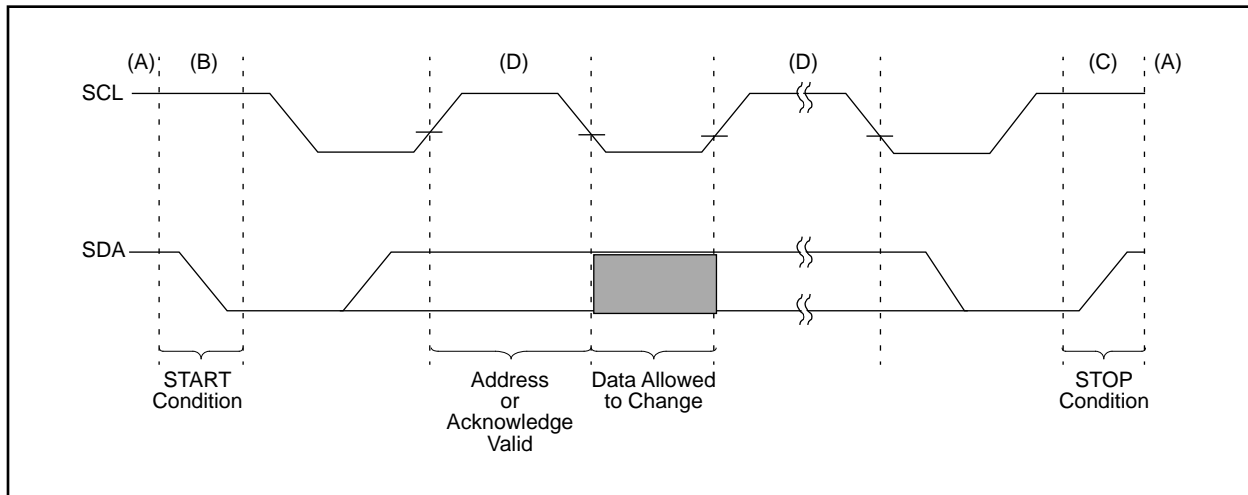 (A) (B) (D) (D) (C) (A)
SCL
SDA
START
Condition
Address
or
Acknowledge
Valid
Data Allowed
to Change
STOP
Condition